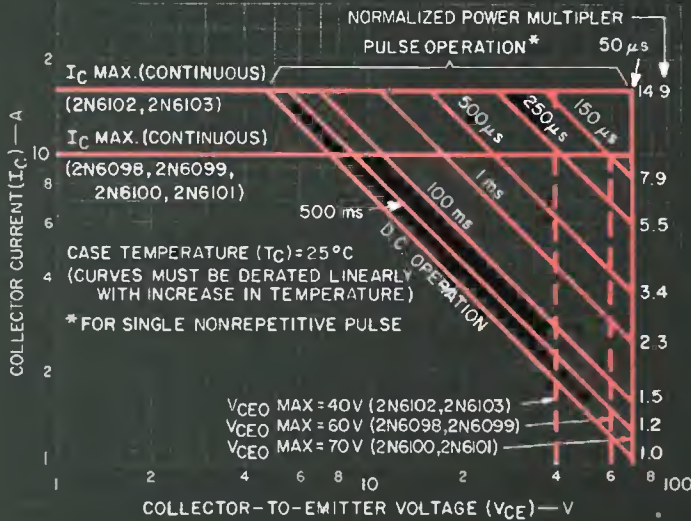 NORMALIZED POWER MULTIPLER
PULSE OPERATION*
50 µs
IC MAX. (CONTINUOUS)
(2N6102, 2N6103)
IC MAX. (CONTINUOUS)
(2N6098, 2N6099,
2N6100, 2N6101)
500µs
250µs
150 µs
14.9
7.9
5.5
3.4
2.3
1.5
1.2
1.0
500 ms
100 ms
1 ms
D.C. OPERATION
CASE TEMPERATURE (TC)=25°C
(CURVES MUST BE DERATED LINEARLY
WITH INCREASE IN TEMPERATURE)
*FOR SINGLE NONREPETITIVE PULSE
VCEO MAX=40V (2N6102,2N6103)
VCEO MAX=60V (2N6098,2N6099)
VCEO MAX=70V (2N6100,2N6101)
COLLECTOR CURRENT (IC)—A
2
10
8
6
4
2
1
1 2 4 6 8 10 2 4 6 8 100
COLLECTOR-TO-EMITTER VOLTAGE (VCE)—V